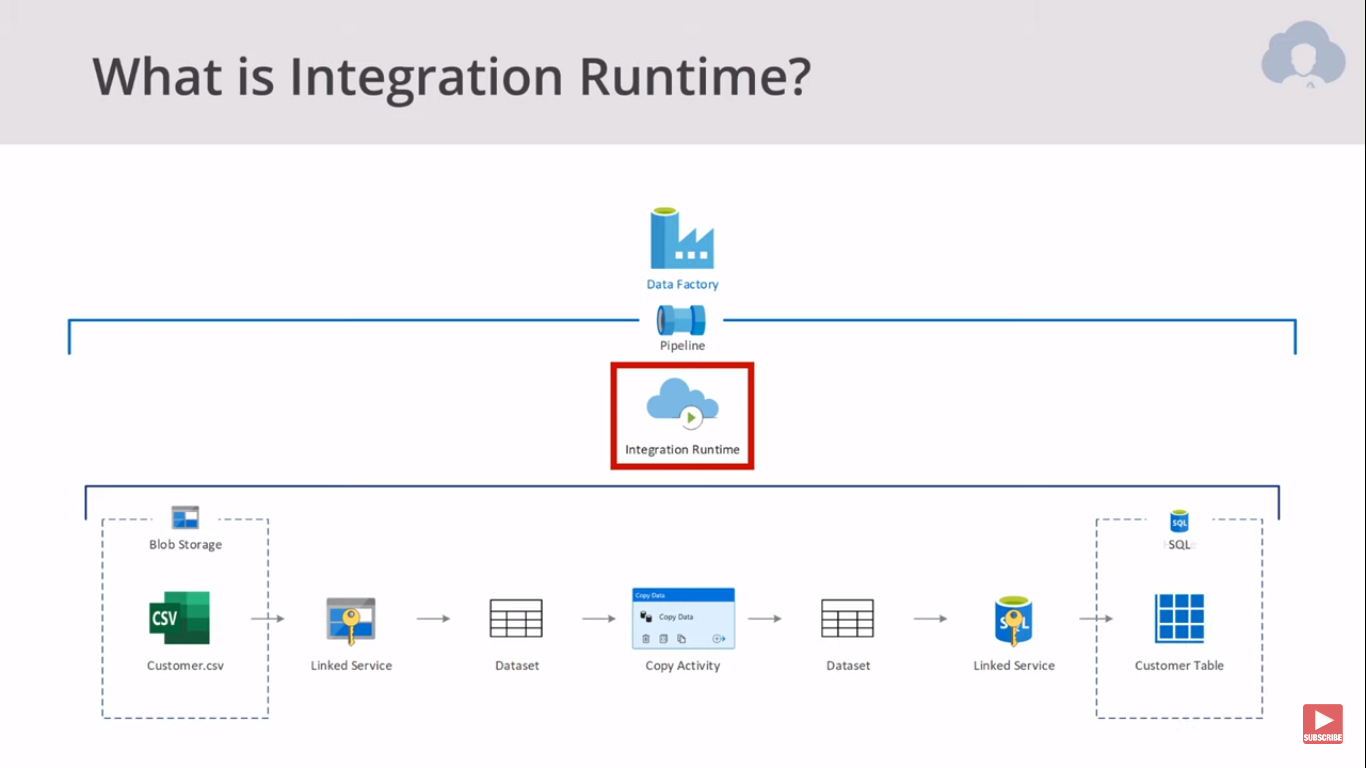 What is Integration Runtime?
Data Factory
Pipeline
Integration Runtime
Blob Storage
SQL
SQL
CSV
Copy Data
Copy Data
SQL
Customer.csv
Linked Service
Dataset
Copy Activity
Dataset
Linked Service
Customer Table
SUBSCRIBE